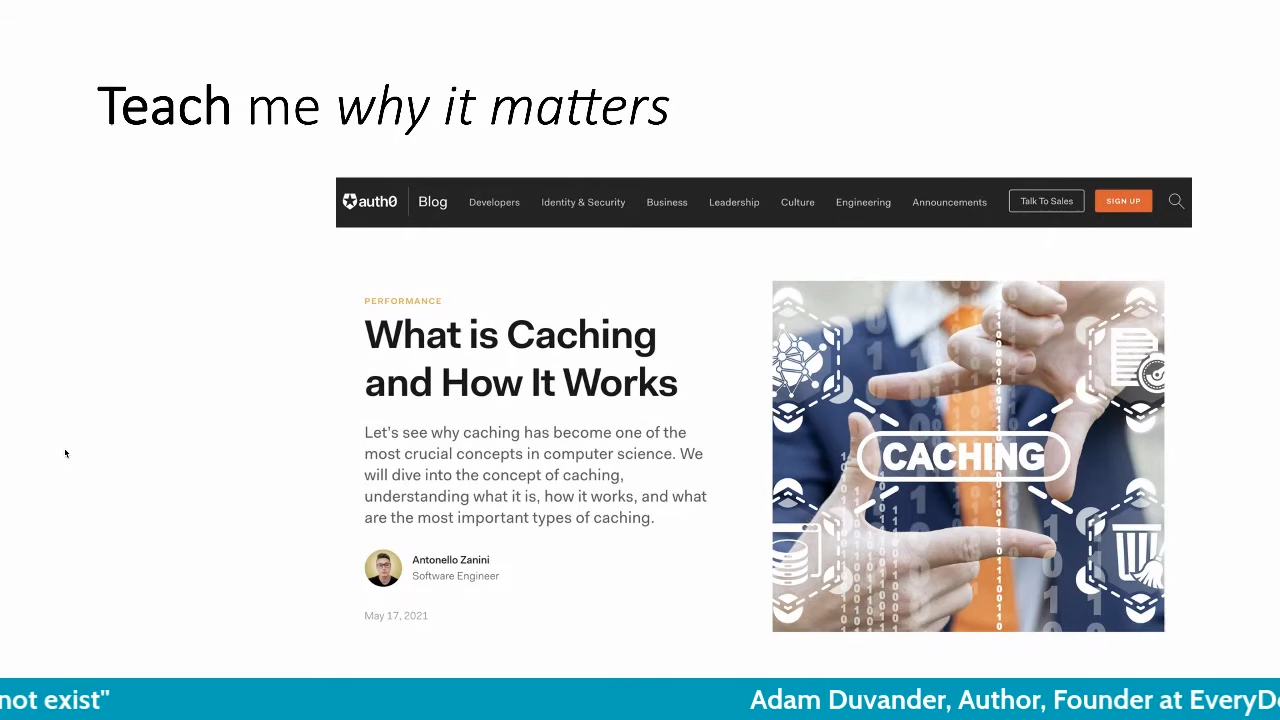 Teach me why it matters
auth0 Blog Developers Identity & Security Business Leadership Culture Engineering Announcements Talk To Sales SIGN UP
PERFORMANCE
What is Caching
and How It Works
Let's see why caching has become one of the
most crucial concepts in computer science. We
will dive into the concept of caching,
understanding what it is, how it works, and what
are the most important types of caching.
Antonello Zanini
Software Engineer
May 17, 2021
CACHING
not exist" Adam Duvander, Author, Founder at EveryDe